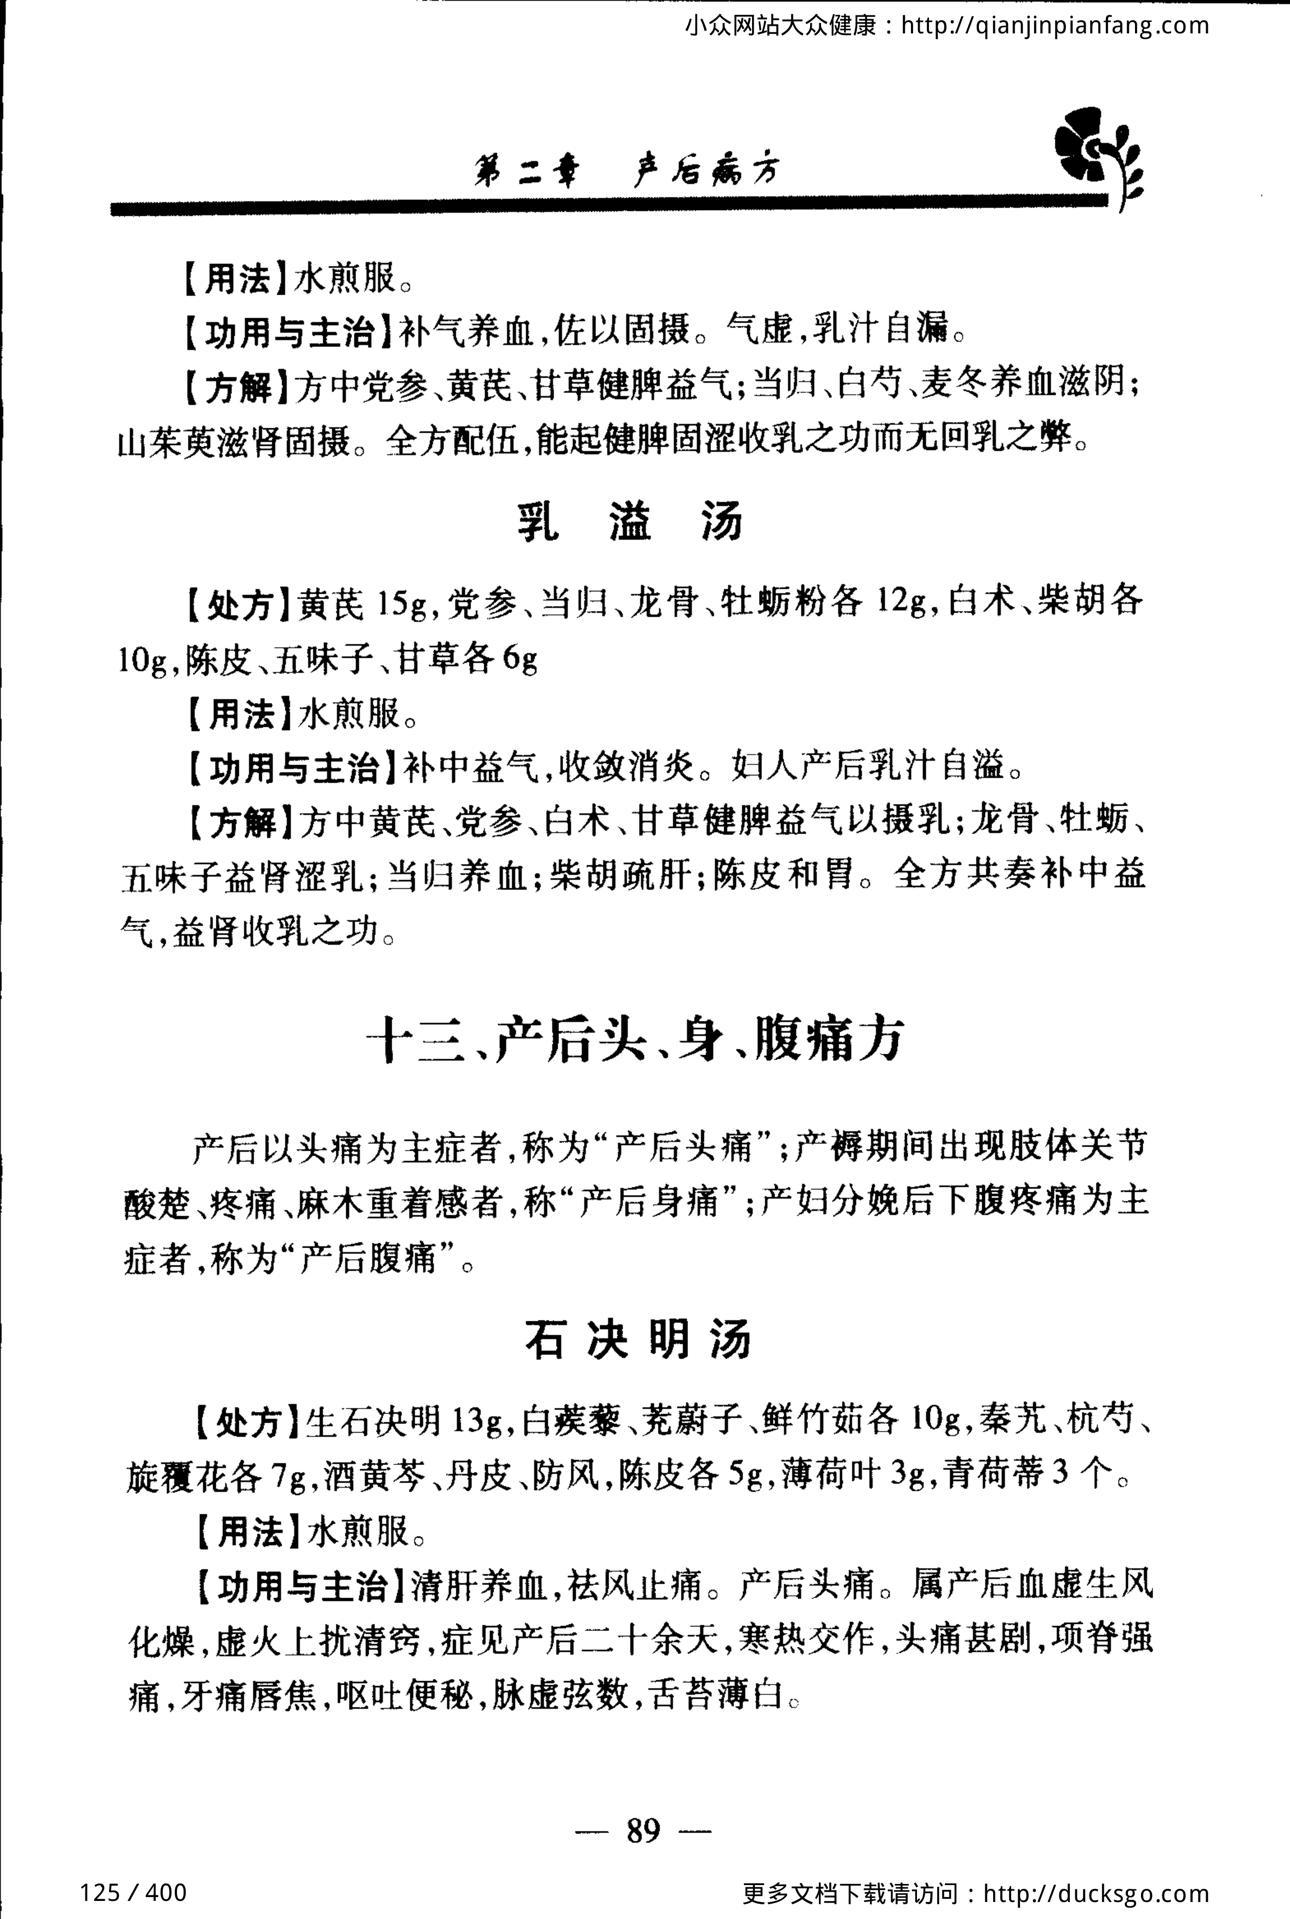 小众网站大众健康：http://qianjinpianfang.com
第二章 产后病方
【用法】水煎服。
【功用与主治】补气养血,佐以固摄。气虚,乳汁自漏。
【方解】方中党参、黄芪、甘草健脾益气;当归、白芍、麦冬养血滋阴;
山茱萸滋肾固摄。全方配伍,能起健脾固涩收乳之功而无回乳之弊。
乳溢汤
【处方】黄芪 15g,党参、当归、龙骨、牡蛎粉各 12g,白术、柴胡各
10g,陈皮、五味子、甘草各 6g
【用法】水煎服。
【功用与主治】补中益气,收敛消炎。妇人产后乳汁自溢。
【方解】方中黄芪、党参、白术、甘草健脾益气以摄乳;龙骨、牡蛎、
五味子益肾涩乳;当归养血;柴胡疏肝;陈皮和胃。全方共奏补中益
气,益肾收乳之功。
十三、产后头、身、腹痛方
产后以头痛为主症者,称为“产后头痛”;产褥期间出现肢体关节
酸楚、疼痛、麻木重着感者,称“产后身痛”;产妇分娩后下腹疼痛为主
症者,称为“产后腹痛”。
石决明汤
【处方】生石决明 13g,白蒺藜、茺蔚子、鲜竹茹各 10g,秦艽、杭芍、
旋覆花各 7g,酒黄芩、丹皮、防风,陈皮各 5g,薄荷叶 3g,青荷蒂 3 个。
【用法】水煎服。
【功用与主治】清肝养血,祛风止痛。产后头痛。属产后血虚生风
化燥,虚火上扰清窍,症见产后二十余天,寒热交作,头痛甚剧,项脊强
痛,牙痛唇焦,呕吐便秘,脉虚弦数,舌苔薄白。
— 89 —
125 / 400
更多文档下载请访问：http://ducksgo.com